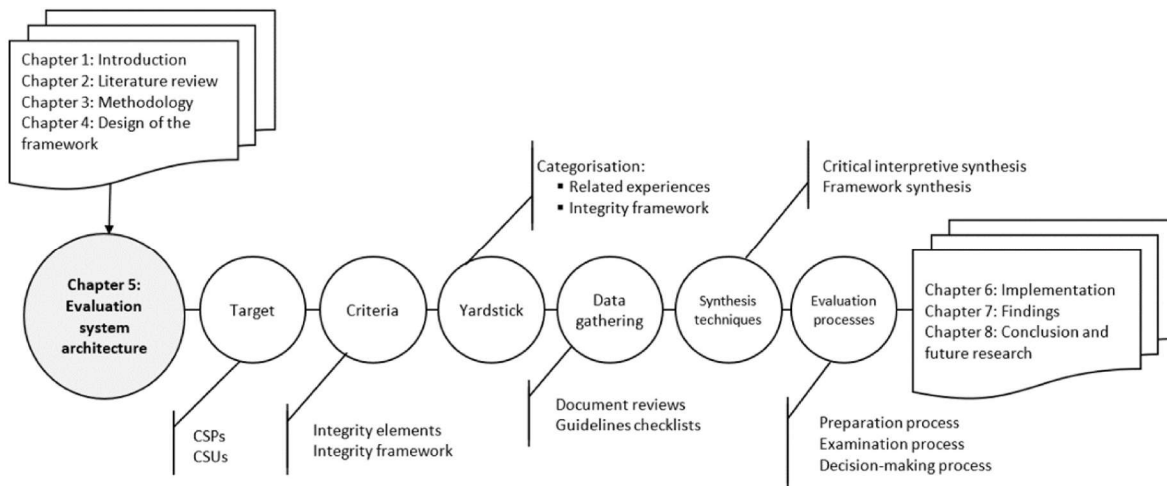 Chapter 1: Introduction
Chapter 2: Literature review
Chapter 3: Methodology
Chapter 4: Design of the
framework
Categorisation:
▪ Related experiences
▪ Integrity framework
Critical interpretive synthesis
Framework synthesis
Chapter 5:
Evaluation
system
architecture
Target
Criteria
Yardstick
Data
gathering
Synthesis
techniques
Evaluation
processes
Chapter 6: Implementation
Chapter 7: Findings
Chapter 8: Conclusion and
future research
CSPs
CSUs
Integrity elements
Integrity framework
Document reviews
Guidelines checklists
Preparation process
Examination process
Decision-making process